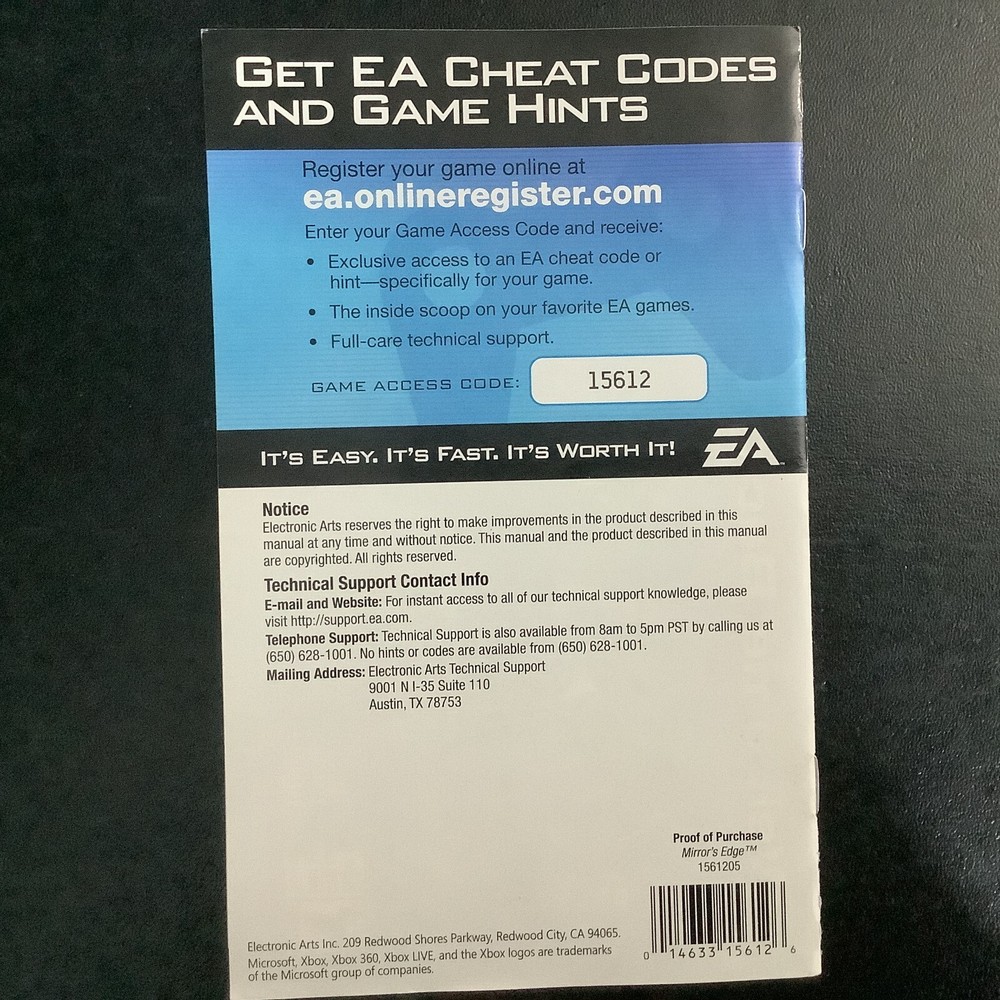 GET EA CHEAT CODES
AND GAME HINTS
Register your game online at
ea.onlineregister.com
Enter your Game Access Code and receive:
• Exclusive access to an EA cheat code or
hint—specifically for your game.
• The inside scoop on your favorite EA games.
• Full-care technical support.
GAME ACCESS CODE: 15612
IT'S EASY. IT'S FAST. IT'S WORTH IT! EA™
Notice
Electronic Arts reserves the right to make improvements in the product described in this
manual at any time and without notice. This manual and the product described in this manual
are copyrighted. All rights reserved.
Technical Support Contact Info
E-mail and Website: For instant access to all of our technical support knowledge, please
visit http://support.ea.com.
Telephone Support: Technical Support is also available from 8am to 5pm PST by calling us at
(650) 628-1001. No hints or codes are available from (650) 628-1001.
Mailing Address: Electronic Arts Technical Support
9001 N I-35 Suite 110
Austin, TX 78753
Proof of Purchase
Mirror's Edge™
1561205
0 14633 15612 6
Electronic Arts Inc. 209 Redwood Shores Parkway, Redwood City, CA 94065.
Microsoft, Xbox, Xbox 360, Xbox LIVE, and the Xbox logos are trademarks
of the Microsoft group of companies.